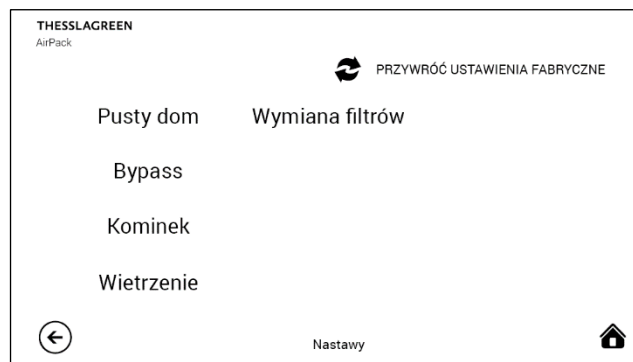 THESSLAGREEN
AirPack
PRZYWRÓĆ USTAWIENIA FABRYCZNE
Pusty dom
Wymiana filtrów
Bypass
Kominek
Wietrzenie
Nastawy